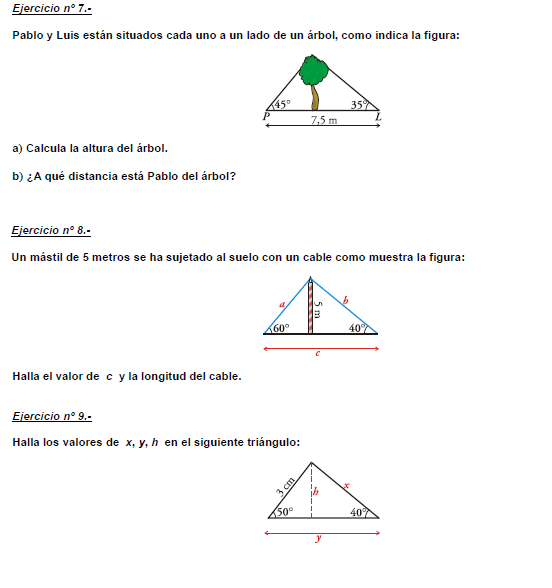 Ejercicio nº 7.-
Pablo y Luis están situados cada uno a un lado de un árbol, como indica la figura:
45° 35°
P 7,5 m L
a) Calcula la altura del árbol.
b) ¿A qué distancia está Pablo del árbol?
Ejercicio nº 8.-
Un mástil de 5 metros se ha sujetado al suelo con un cable como muestra la figura:
a 5 m b
60° 40°
c
Halla el valor de c y la longitud del cable.
Ejercicio nº 9.-
Halla los valores de x, y, h en el siguiente triángulo:
3 cm h x
50° 40°
y